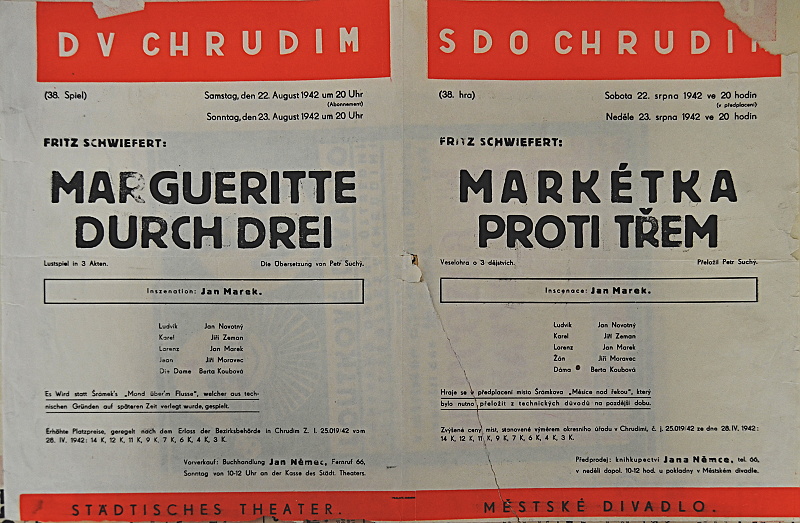 DV CHRUDIM
(38. Spiel)
Samstag, den 22. August 1942 um 20 Uhr
(Abonnement)
Sonntag, den 23. August 1942 um 20 Uhr
FRITZ SCHWIEFERT:
MARGUERITTE
DURCH DREI
Lustspiel in 3 Akten.
Die Übersetzung von Petr Suchý.
Inszenation: Jan Marek.
Ludvik Jan Novotný
Karel Jiří Zeman
Lorenz Jan Marek
Jean Jiří Moravec
Die Dame Berta Koubová
Es Wird statt Šrámek's „Mond über'm Flusse", welcher aus tech-
nischen Gründen auf späteren Zeit verlegt wurde, gespielt.
Erhöhte Platzpreise, geregelt nach dem Erlass der Bezirksbehörde in Chrudim Z. I. 25.019/42 vom
28. IV. 1942: 14 K, 12 K, 11 K, 9 K, 7 K, 6 K, 4 K, 3 K.
Vorverkauf: Buchhandlung Jan Němec, Fernruf 66,
Sonntag von 10-12 Uhr an der Kasse des Städt. Theaters.
STÄDTISCHES THEATER.
SDO CHRUDIM
(38. hra)
Sobota 22. srpna 1942 ve 20 hodin
(v předplacení)
Neděle 23. srpna 1942 ve 20 hodin
FRITZ SCHWIEFERT:
MARKÉTKA
PROTI TŘEM
Veselohra o 3 dějstvích.
Přeložil Petr Suchý.
Inscenace: Jan Marek.
Ludvík Jan Novotný
Karel Jiří Zeman
Lorenz Jan Marek
Žán Jiří Moravec
Dáma Berta Koubová
Hraje se v předplacení místo Šrámkova „Měsíce nad řekou", který
bylo nutno přeložit z technických důvodů na pozdější dobu.
Zvýšené ceny míst, stanovené výměrem okresního úřadu v Chrudimi, č. j. 25.019/42 ze dne 28. IV. 1942:
14 K, 12 K, 11 K, 9 K, 7 K, 6 K, 4 K, 3 K.
Předprodej: knihkupectví Jana Němce, tel. 66,
v neděli dopol. 10-12 hod. u pokladny v Městském divadle.
MĚSTSKÉ DIVADLO.